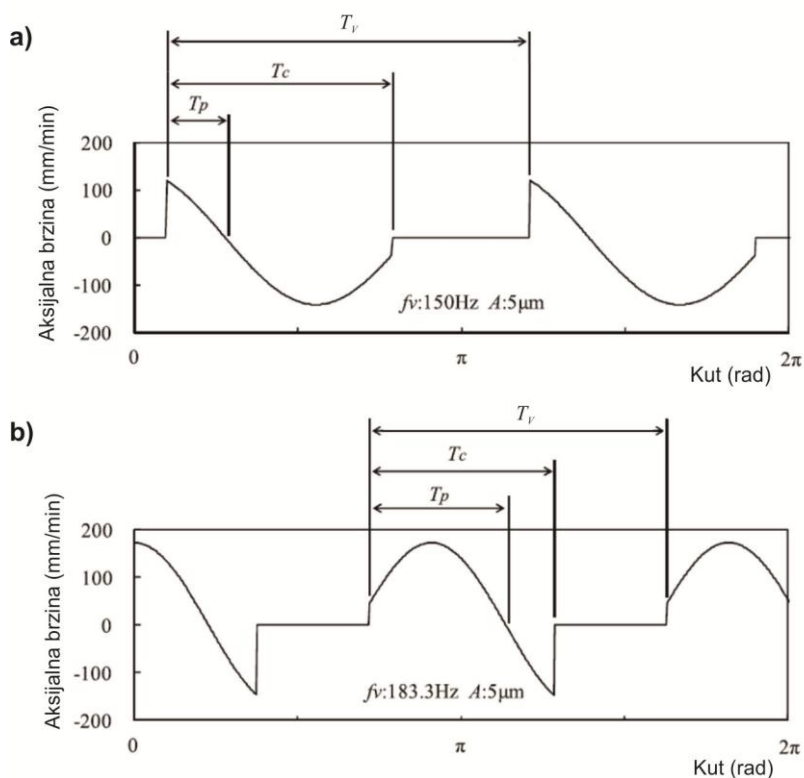 a)
T_V
Tc
Tp
Aksijalna brzina (mm/min)
200
100
0
-100
-200
fv:150Hz A:5μm
0
π
2π
Kut (rad)
b)
T_V
Tc
Tp
Aksijalna brzina (mm/min)
200
100
0
-100
-200
fv:183.3Hz A:5μm
0
π
2π
Kut (rad)